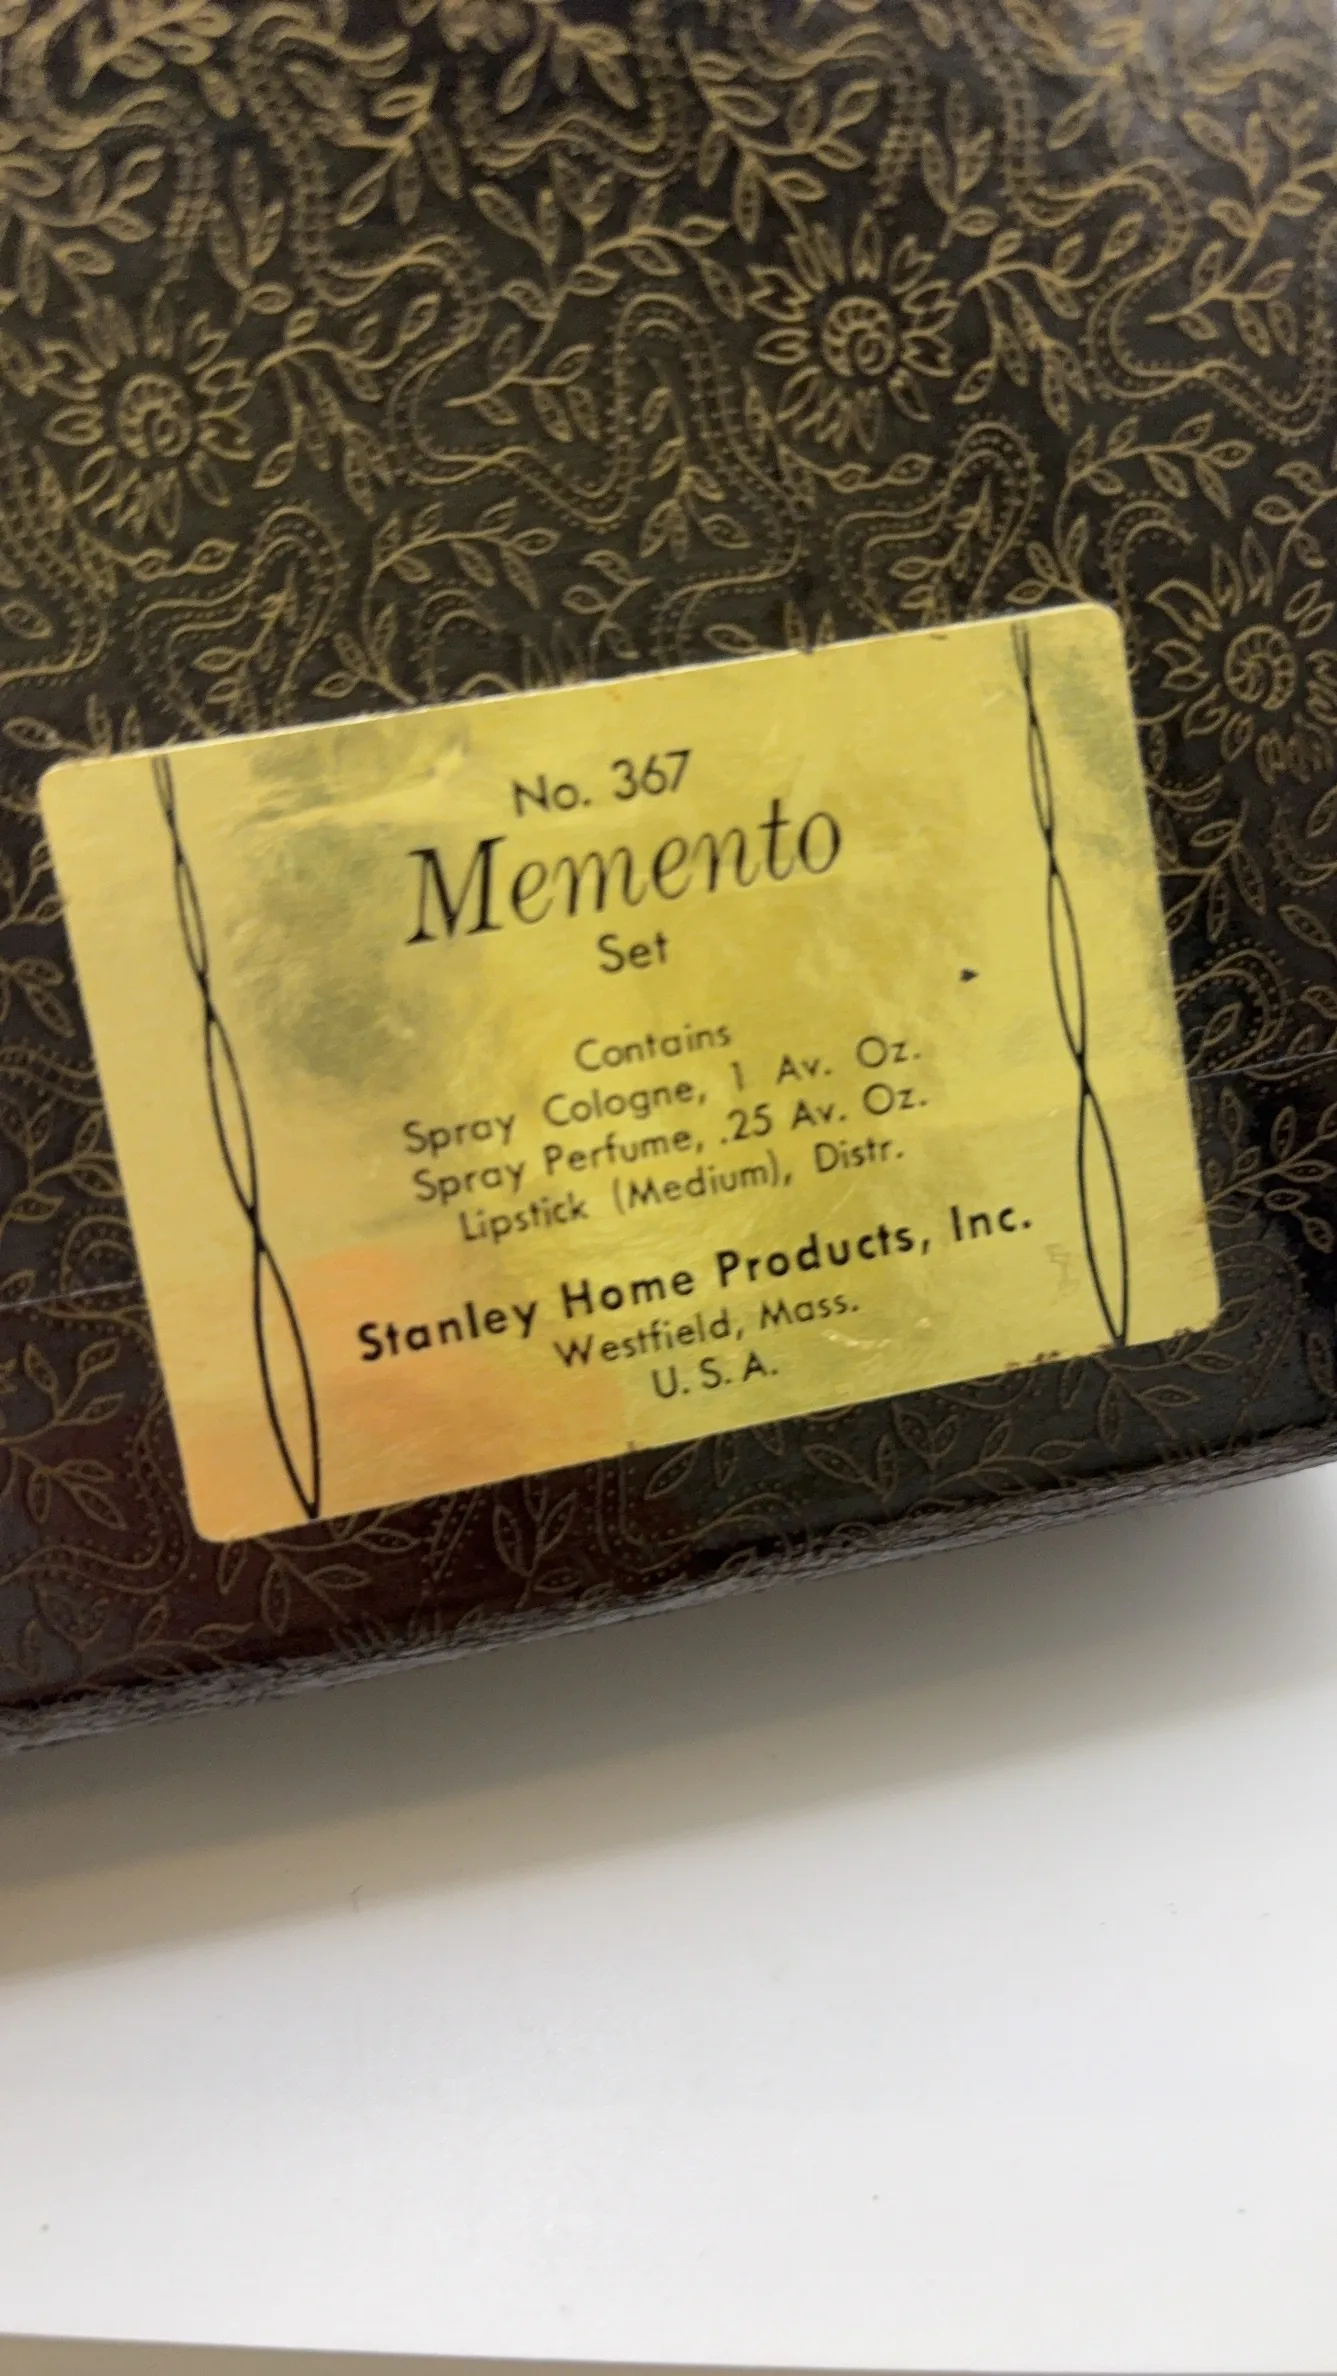 No. 367
Memento
Set
Contains
Spray Cologne, 1 Av. Oz.
Spray Perfume, .25 Av. Oz.
Lipstick (Medium), Distr.
Stanley Home Products, Inc.
Westfield, Mass.
U. S. A.